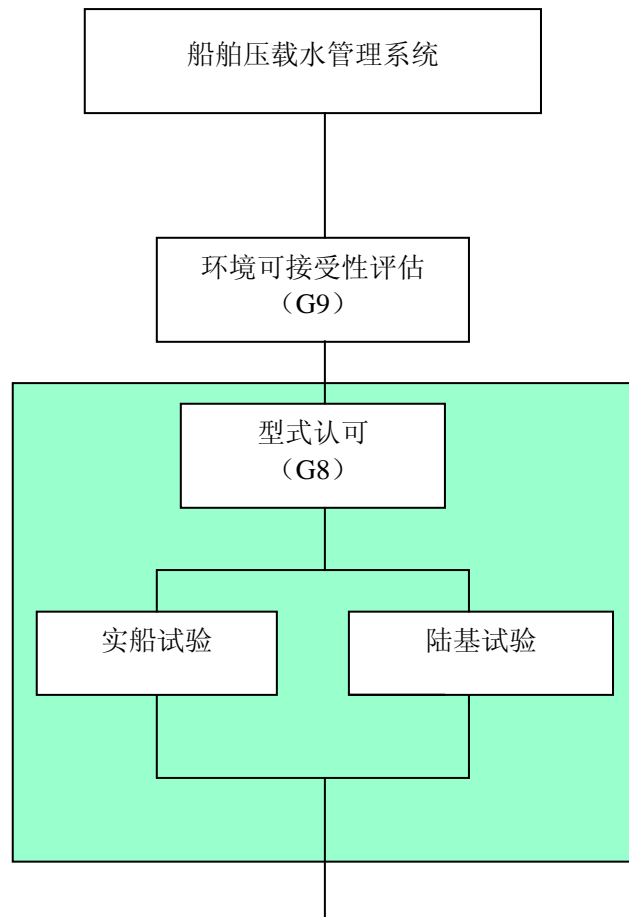 船舶压载水管理系统
环境可接受性评估
（G9）
型式认可
（G8）
实船试验
陆基试验